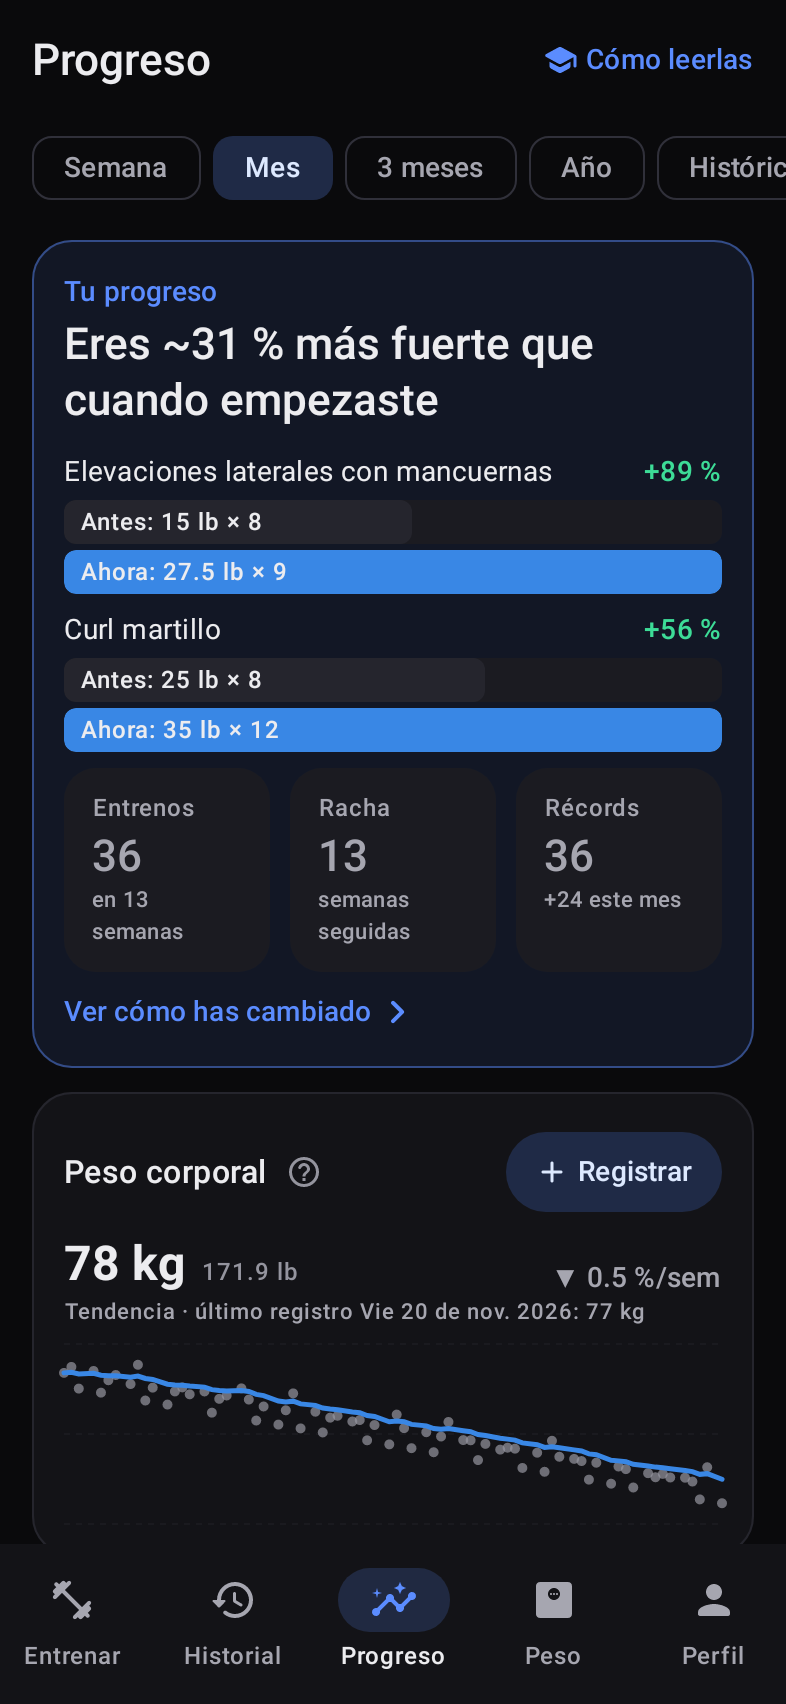 Progreso
Cómo leerlas
Semana
Mes
3 meses
Año
Históric
Tu progreso
Eres ~31 % más fuerte que
cuando empezaste
Elevaciones laterales con mancuernas
+89 %
Antes: 15 lb × 8
Ahora: 27.5 lb × 9
Curl martillo
+56 %
Antes: 25 lb × 8
Ahora: 35 lb × 12
Entrenos
36
en 13
semanas
Racha
13
semanas
seguidas
Récords
36
+24 este mes
Ver cómo has cambiado
Peso corporal
Registrar
78 kg 171.9 lb
▼ 0.5 %/sem
Tendencia · último registro Vie 20 de nov. 2026: 77 kg
Entrenar
Historial
Progreso
Peso
Perfil